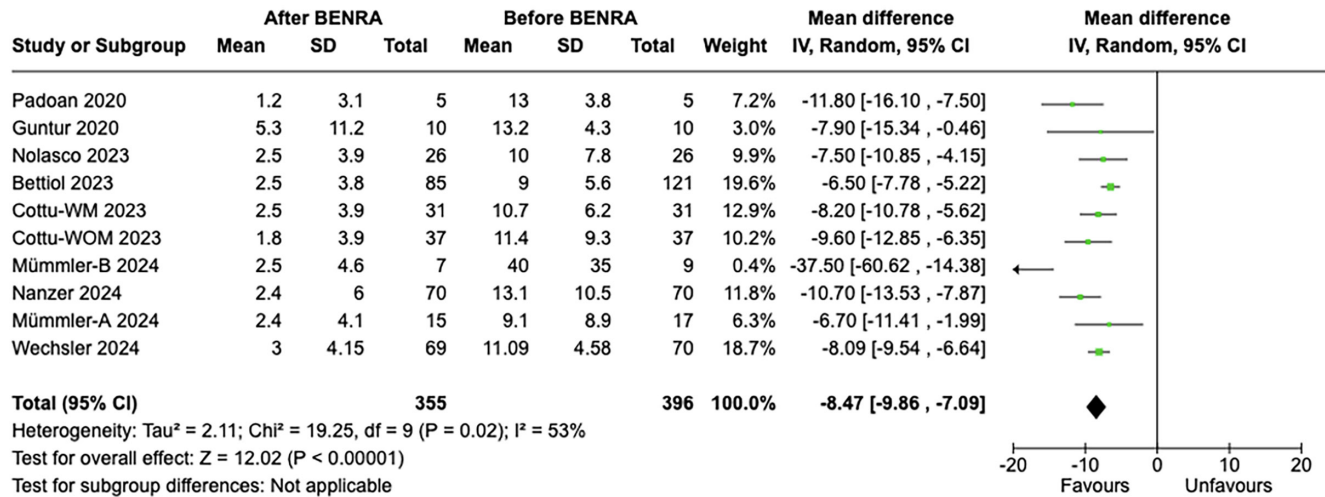 After BENRA Before BENRA Mean difference Mean difference
Study or Subgroup Mean SD Total Mean SD Total Weight IV, Random, 95% CI IV, Random, 95% CI
Padoan 2020 1.2 3.1 5 13 3.8 5 7.2% -11.80 [-16.10 , -7.50]
Guntur 2020 5.3 11.2 10 13.2 4.3 10 3.0% -7.90 [-15.34 , -0.46]
Nolasco 2023 2.5 3.9 26 10 7.8 26 9.9% -7.50 [-10.85 , -4.15]
Bettiol 2023 2.5 3.8 85 9 5.6 121 19.6% -6.50 [-7.78 , -5.22]
Cottu-WM 2023 2.5 3.9 31 10.7 6.2 31 12.9% -8.20 [-10.78 , -5.62]
Cottu-WOM 2023 1.8 3.9 37 11.4 9.3 37 10.2% -9.60 [-12.85 , -6.35]
Mümmler-B 2024 2.5 4.6 7 40 35 9 0.4% -37.50 [-60.62 , -14.38]
Nanzer 2024 2.4 6 70 13.1 10.5 70 11.8% -10.70 [-13.53 , -7.87]
Mümmler-A 2024 2.4 4.1 15 9.1 8.9 17 6.3% -6.70 [-11.41 , -1.99]
Wechsler 2024 3 4.15 69 11.09 4.58 70 18.7% -8.09 [-9.54 , -6.64]
Total (95% CI) 355 396 100.0% -8.47 [-9.86 , -7.09]
Heterogeneity: Tau² = 2.11; Chi² = 19.25, df = 9 (P = 0.02); I² = 53%
Test for overall effect: Z = 12.02 (P < 0.00001)
Test for subgroup differences: Not applicable
-20 -10 0 10 20
Favours Unfavours